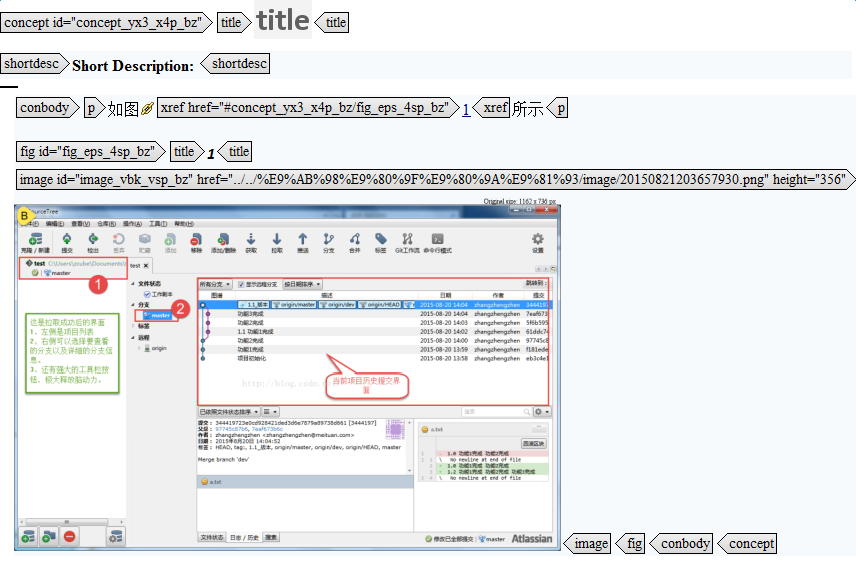 concept id="concept_yx3_x4p_bz" title title title
shortdesc Short Description: shortdesc
conbody p 如图 xref href="#concept_yx3_x4p_bz/fig_eps_4sp_bz" 1 xref 所示 p
fig id="fig_eps_4sp_bz" title 1 title
image id="image_vbk_vsp_bz" href="../../%E9%AB%98%E9%80%9F%E9%80%9A%E9%81%93/image/20150821203657930.png" height="356"
Original size: 1162 x 736 px
B
SourceTree
文件(F) 编辑(E) 查看(V) 仓库(R) 操作(A) 工具(T) 帮助(H)
克隆 / 新建 提交 检出 丢弃 贮藏 添加 移除 添加/删除 获取 拉取 推送 分支 合并 标签 Git工作流 命令行模式 设置
test C:\Users\zoube\Documents\
master
1
test
文件状态
工作副本
分支
master
2
标签
远程
origin
这是拉取成功后的界面
1、左侧是项目列表
2、右侧可以选择要查看
的分支以及详细的分支信
息。
3、还有强大的工具栏按
钮、极大释放脑动力。
所有分支 显示远程分支 按日期排序 跳转到:
图谱 描述 日期 作者 提交
1.1_版本 origin/master origin/dev origin/HEAD 2015-08-20 14:04 zhangzhengzhen 3444197
功能3完成 2015-08-20 14:04 zhangzhengzhen 7eaf673
功能2完成 2015-08-20 14:03 zhangzhengzhen 5f6b595
1.1 功能1完成 2015-08-20 14:02 zhangzhengzhen 61ddc74
功能2完成 2015-08-20 14:00 zhangzhengzhen 97745c8
功能1完成 2015-08-20 13:59 zhangzhengzhen f181ede
项目初始化 2015-08-20 13:58 zhangzhengzhen eb3c4e1
http://blog.csdn.
当前项目历史提交界
面
已依照文件状态排序 搜索
提交: 344419723e0cd928421ded3d6e7879a89738d661 [3444197]
父级: 97745c87b6, 7eaf673b6c
作者: zhangzhengzhen <zhangzhengzhen@meituan.com>
日期: 2015年8月20日 14:04:52
标签: HEAD, tag:, 1.1_版本, origin/master, origin/dev, origin/HEAD, master
Merge branch 'dev'
a.txt
a.txt
回滚区块
1 - 1.0 功能1完成 功能2完成
\ No newline at end of file
- 1.0 功能1完成 功能2完成
- 1.2 功能1完成 功能2完成 功能3完成
\ No newline at end of file
文件状态 日志 / 历史 搜索
修改已全部提交 master Atlassian
image fig conbody concept